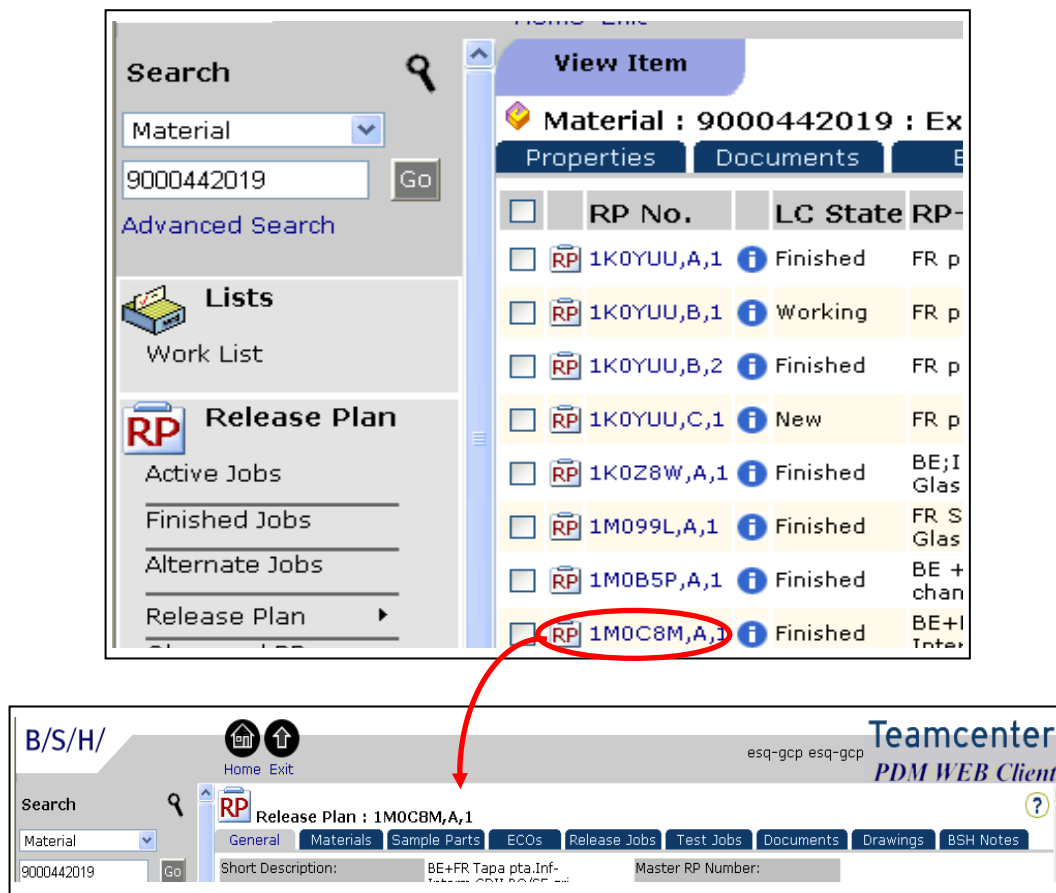 Search
Material
9000442019
Go
Advanced Search
Lists
Work List
RP
Release Plan
Active Jobs
Finished Jobs
Alternate Jobs
Release Plan
View Item
Material : 9000442019 : Ex
Properties Documents
RP No. LC State RP-
RP 1K0YUU,A,1 Finished FR p
RP 1K0YUU,B,1 Working FR p
RP 1K0YUU,B,2 Finished FR p
RP 1K0YUU,C,1 New FR p
RP 1K0Z8W,A,1 Finished BE;I
Glas
RP 1M099L,A,1 Finished FR S
Glas
RP 1M0B5P,A,1 Finished BE +
chan
RP 1M0C8M,A,1 Finished BE+
Inter
B/S/H/
Home Exit
esq-gcp esq-gcp
Teamcenter
PDM WEB Client
Search
Material
9000442019
Go
RP
Release Plan : 1M0C8M,A,1
?
General Materials Sample Parts ECOs Release Jobs Test Jobs Documents Drawings BSH Notes
Short Description: BE+FR Tapa pta.Inf- Master RP Number: